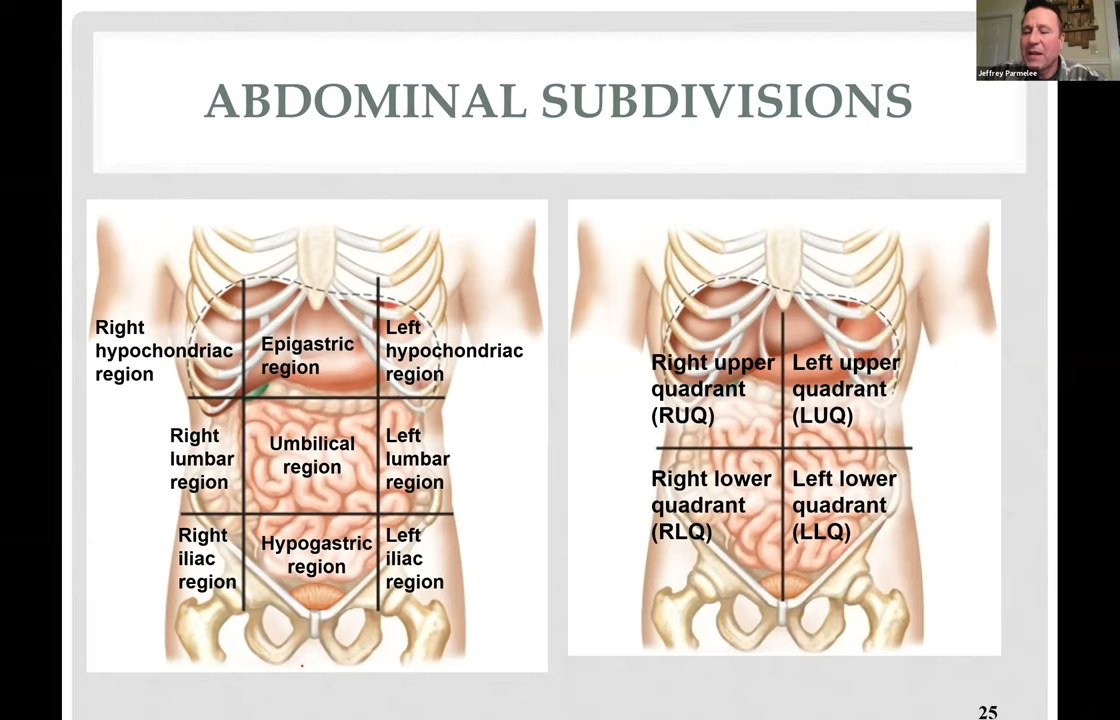 Jeffrey Parmelee
ABDOMINAL SUBDIVISIONS
Right
hypochondriac
region
Epigastric
region
Left
hypochondriac
region
Right
lumbar
region
Umbilical
region
Left
lumbar
region
Right
iliac
region
Hypogastric
region
Left
iliac
region
Right upper
quadrant
(RUQ)
Left upper
quadrant
(LUQ)
Right lower
quadrant
(RLQ)
Left lower
quadrant
(LLQ)
25